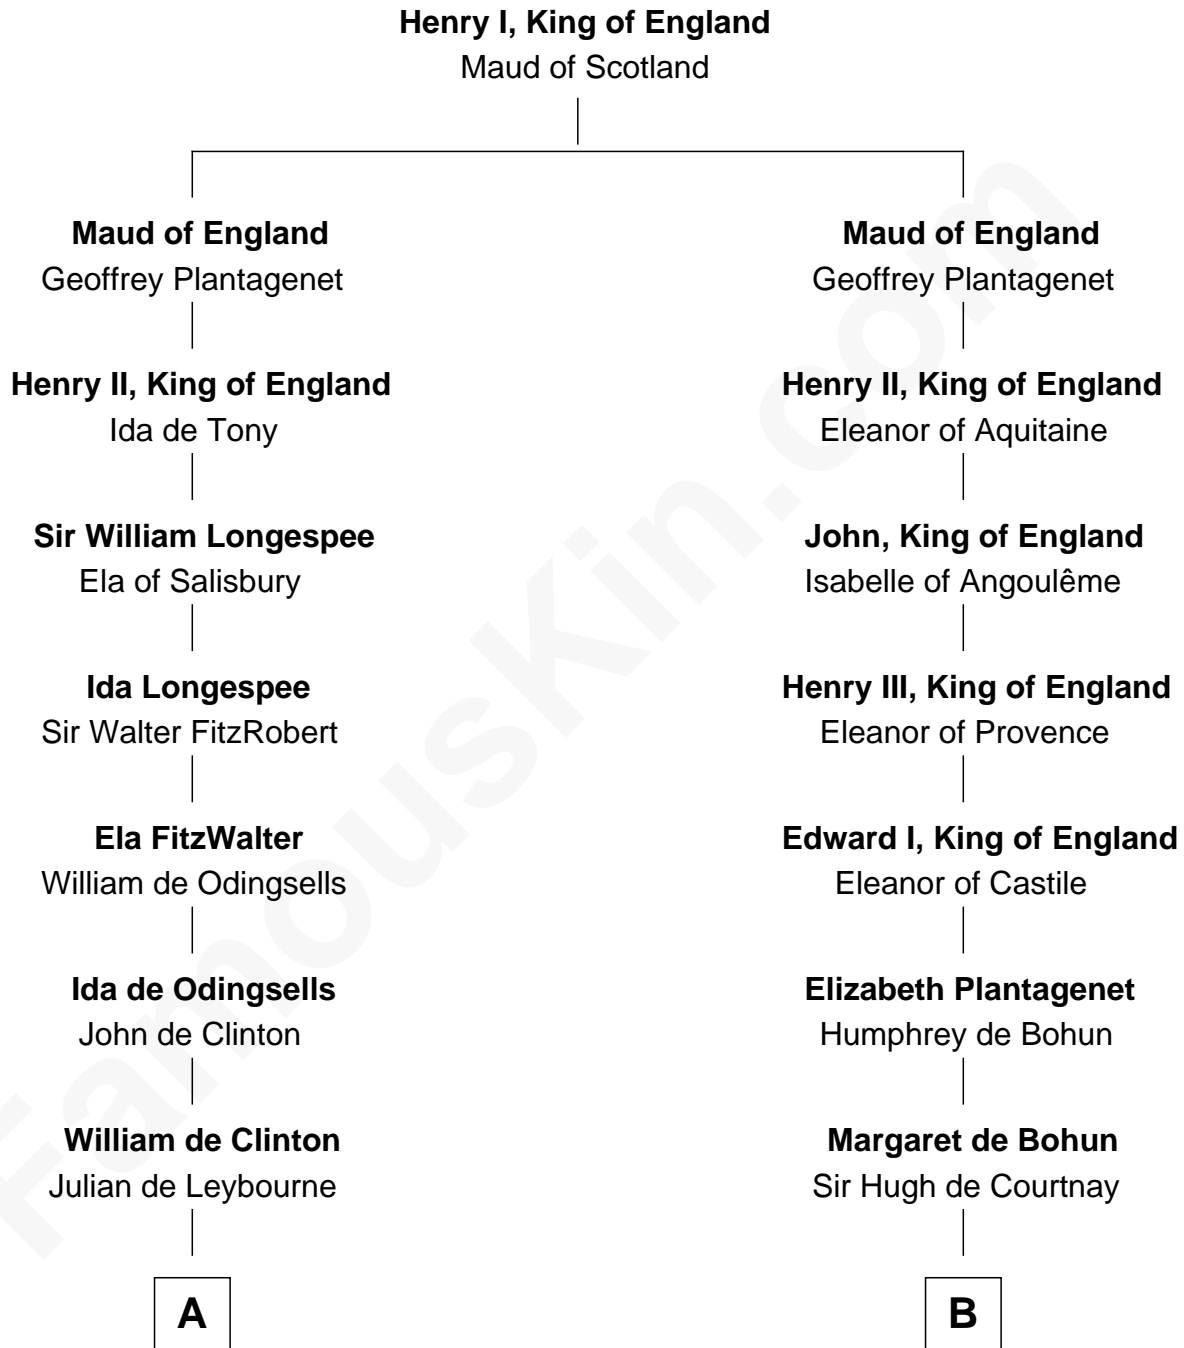 Henry I, King of England
Maud of Scotland
Maud of England
Geoffrey Plantagenet
Henry II, King of England
Ida de Tony
Sir William Longespee
Ela of Salisbury
Ida Longespee
Sir Walter FitzRobert
Ela FitzWalter
William de Odingsells
Ida de Odingsells
John de Clinton
William de Clinton
Julian de Leybourne
A
Maud of England
Geoffrey Plantagenet
Henry II, King of England
Eleanor of Aquitaine
John, King of England
Isabelle of Angoulême
Henry III, King of England
Eleanor of Provence
Edward I, King of England
Eleanor of Castile
Elizabeth Plantagenet
Humphrey de Bohun
Margaret de Bohun
Sir Hugh de Courtnay
B
FamousKin.com